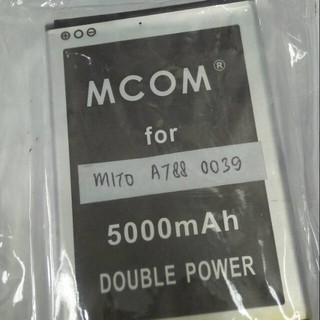 MCOM®
for
MITO A788 0039
5000mAh
DOUBLE POWER